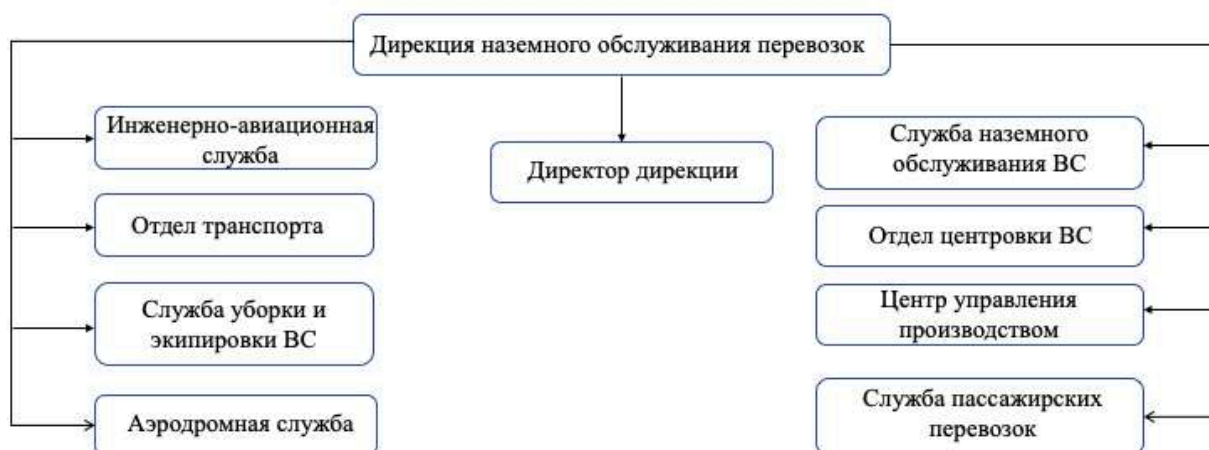 Дирекция наземного обслуживания перевозок
Инженерно-авиационная
служба
Директор дирекции
Служба наземного
обслуживания ВС
Отдел транспорта
Отдел центровки ВС
Служба уборки и
экипировки ВС
Центр управления
производством
Аэродромная служба
Служба пассажирских
перевозок